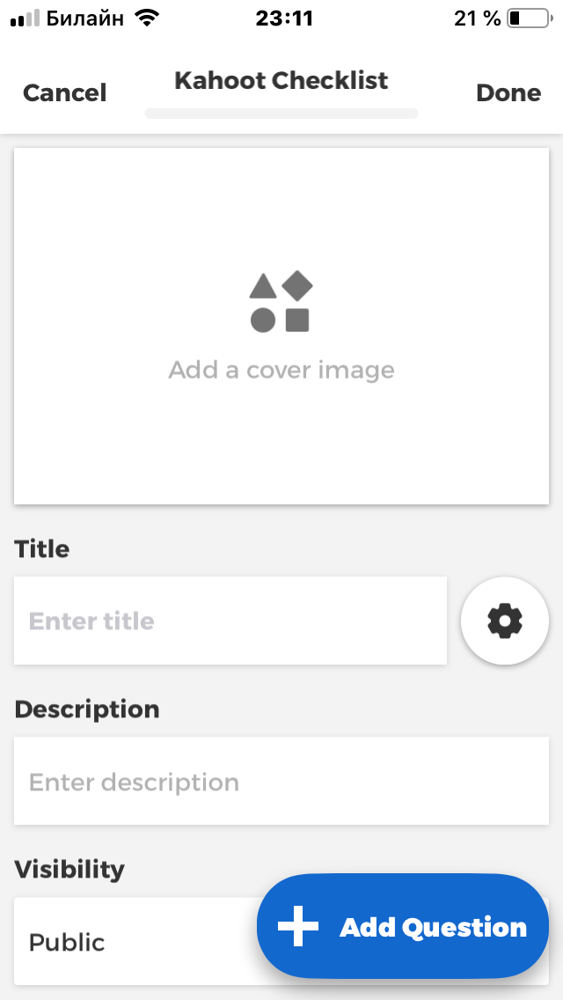 Билайн 23:11 21 %
Cancel Kahoot Checklist Done
Add a cover image
Title
Enter title
Description
Enter description
Visibility
Public
Add Question